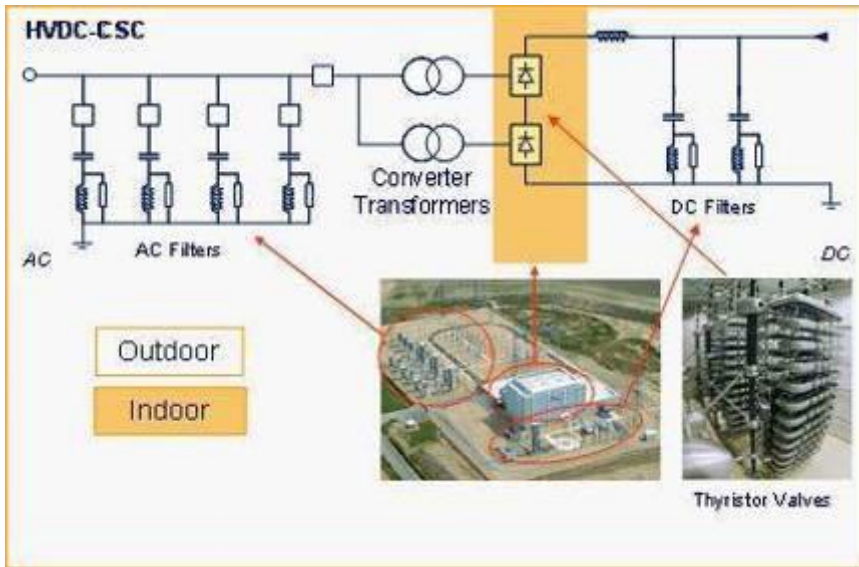 HVDC-CSC
Converter
Transformers
AC Filters
DC Filters
AC
DC
Outdoor
Indoor
Thyristor Valves